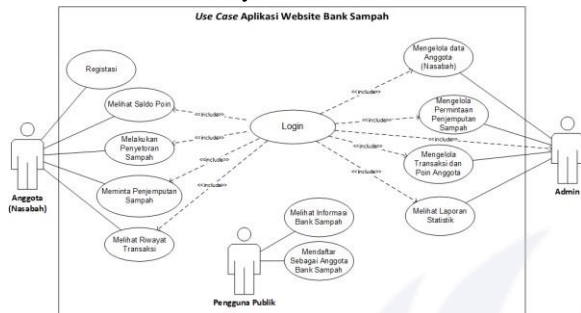 Use Case Aplikasi Website Bank Sampah
Registasi
Melihat Saldo Poin
Melakukan
Penyetoran
Sampah
Meminta Penjemputan
Sampah
Melihat Riwayat
Transaksi
Anggota
(Nasabah)
Login
<<include>>
<<include>>
<<include>>
<<include>>
<<include>>
<<include>>
<<include>>
<<include>>
<<include>>
Mengelola data
Anggota
(Nasabah)
Mengelola
Permintaan
Penjemputan
Sampah
Mengelola
Transaksi dan
Poin Anggota
Melihat Laporan
Statistik
Admin
Melihat Informasi
Bank Sampah
Mendaftar
Sebagai Anggota
Bank Sampah
Pengguna Publik